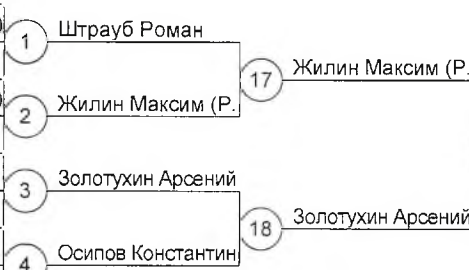 1 Штрауб Роман
17 Жилин Максим (Р.
2 Жилин Максим (Р.
3 Золотухин Арсений
18 Золотухин Арсений
4 Осипов Константин